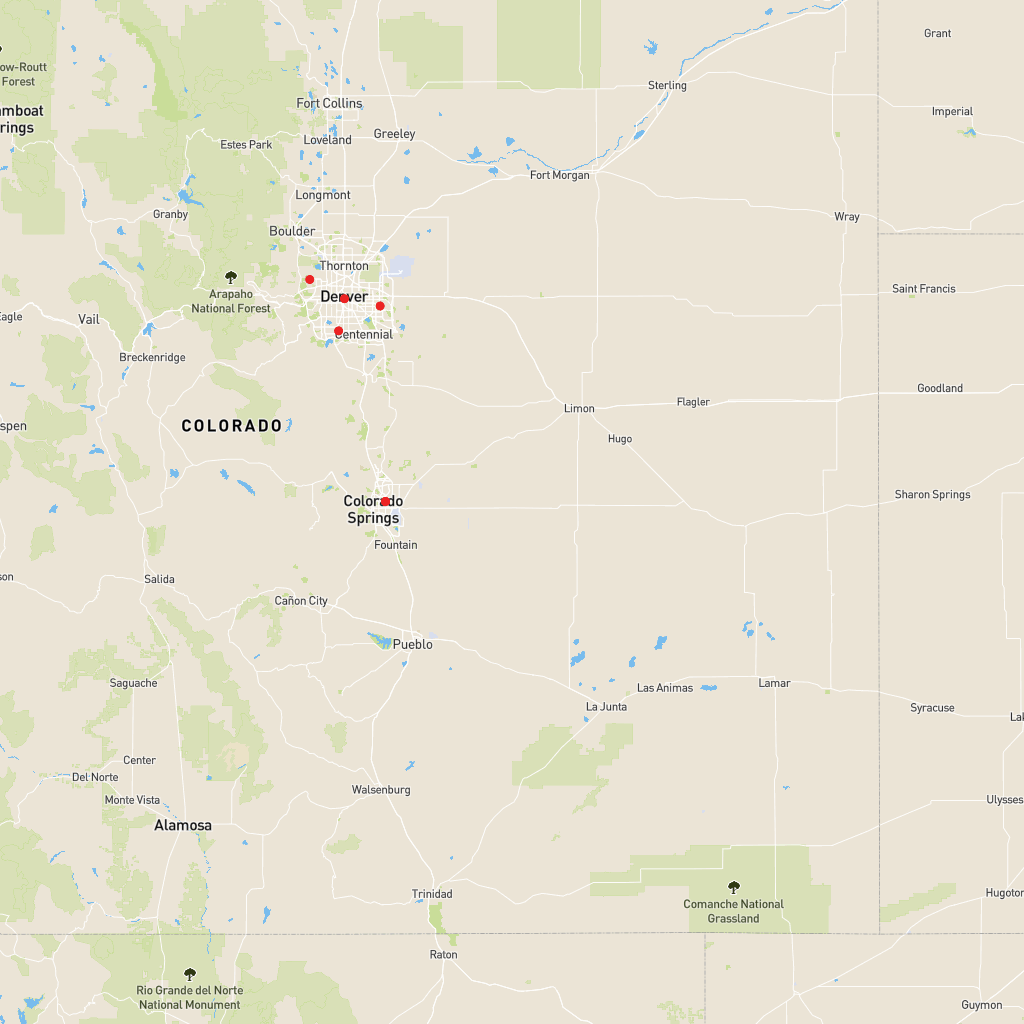 Grant
ow-Routt
Forest
Sterling
Fort Collins
amboat
rings
Imperial
Greeley
Loveland
Estes Park
Fort Morgan
Longmont
Granby
Wray
Boulder
Thornton
Saint Francis
Arapaho
National Forest
Denver
Eagle
Vail
Centennial
Breckenridge
Goodland
Flagler
Limon
spen
COLORADO
Hugo
Sharon Springs
Colorado
Springs
Fountain
son
Salida
Cañon City
Pueblo
Saguache
Las Animas
Lamar
La Junta
Syracuse
Lak
Center
Del Norte
Walsenburg
Monte Vista
Ulysses
Alamosa
Trinidad
Hugoton
Comanche National
Grassland
Raton
Rio Grande del Norte
National Monument
Guymon